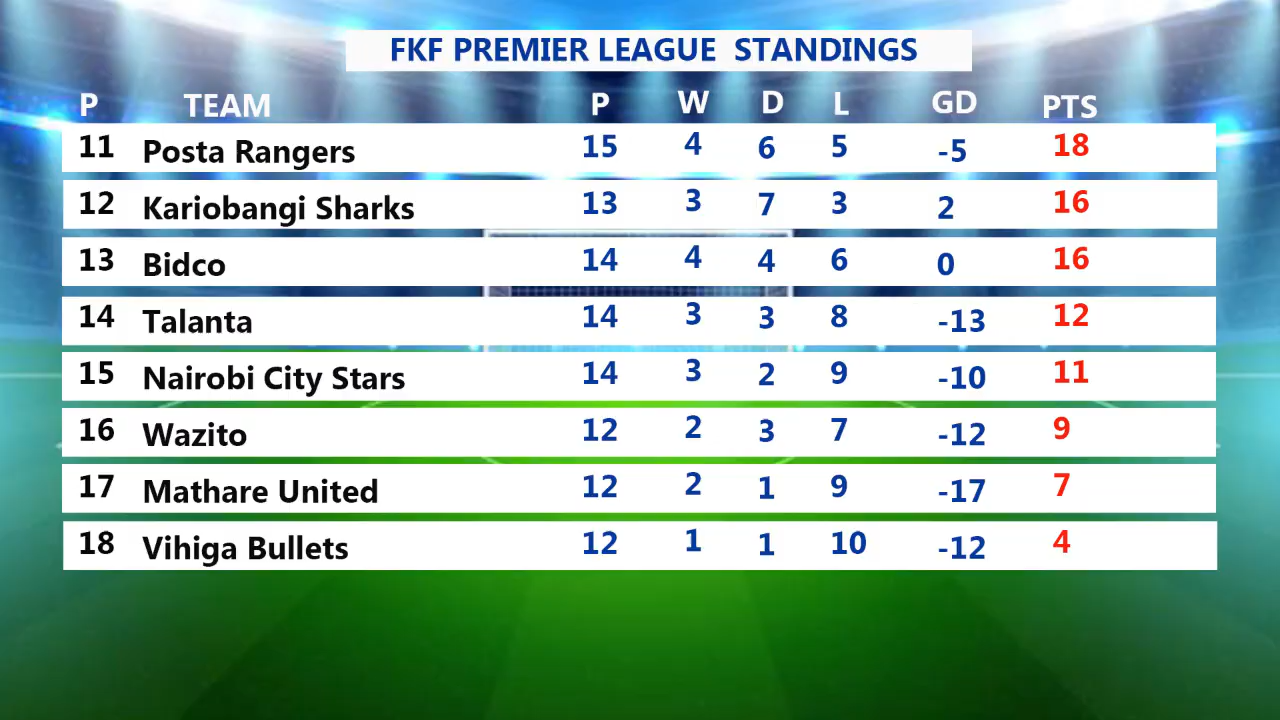 FKF PREMIER LEAGUE STANDINGS
P TEAM P W D L GD PTS
11 Posta Rangers 15 4 6 5 -5 18
12 Kariobangi Sharks 13 3 7 3 2 16
13 Bidco 14 4 4 6 0 16
14 Talanta 14 3 3 8 -13 12
15 Nairobi City Stars 14 3 2 9 -10 11
16 Wazito 12 2 3 7 -12 9
17 Mathare United 12 2 1 9 -17 7
18 Vihiga Bullets 12 1 1 10 -12 4